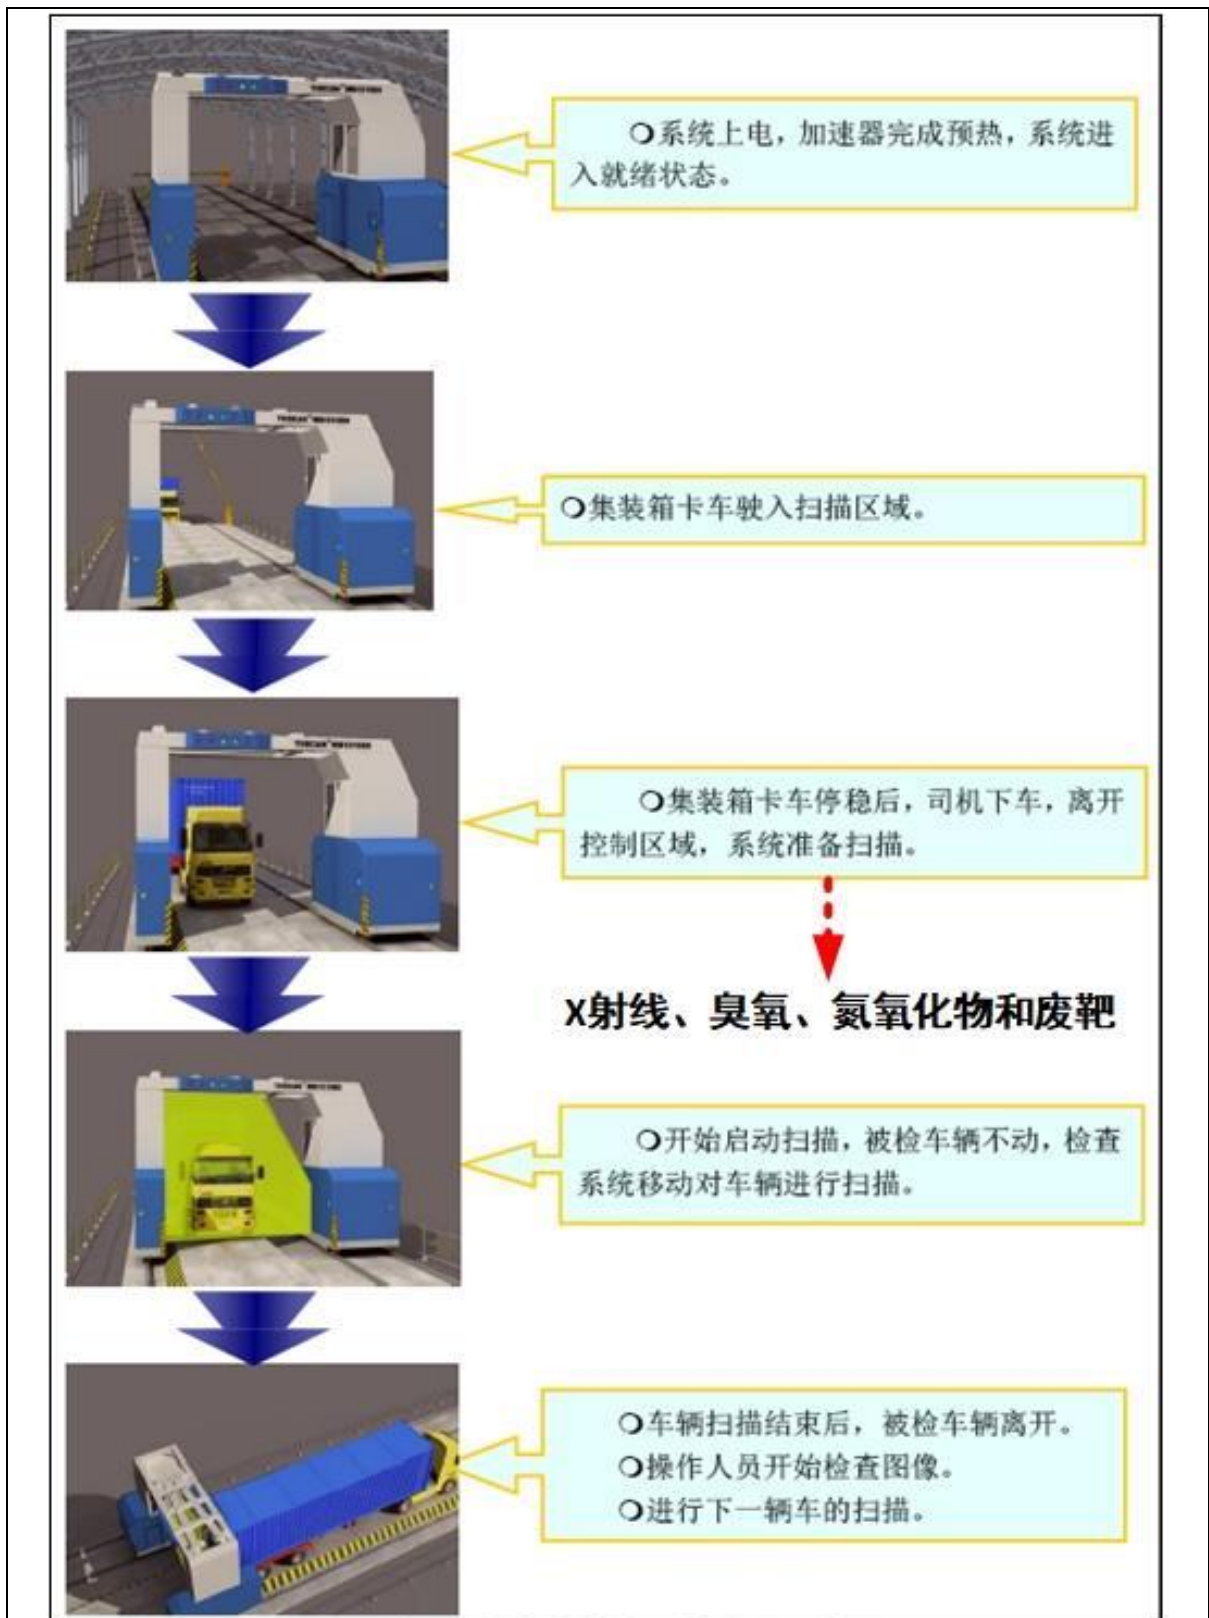 ○系统上电，加速器完成预热，系统进
入就绪状态。
○集装箱卡车驶入扫描区域。
○集装箱卡车停稳后，司机下车，离开
控制区域，系统准备扫描。
X射线、臭氧、氮氧化物和废靶
○开始启动扫描，被检车辆不动，检查
系统移动对车辆进行扫描。
○车辆扫描结束后，被检车辆离开。
○操作人员开始检查图像。
○进行下一辆车的扫描。